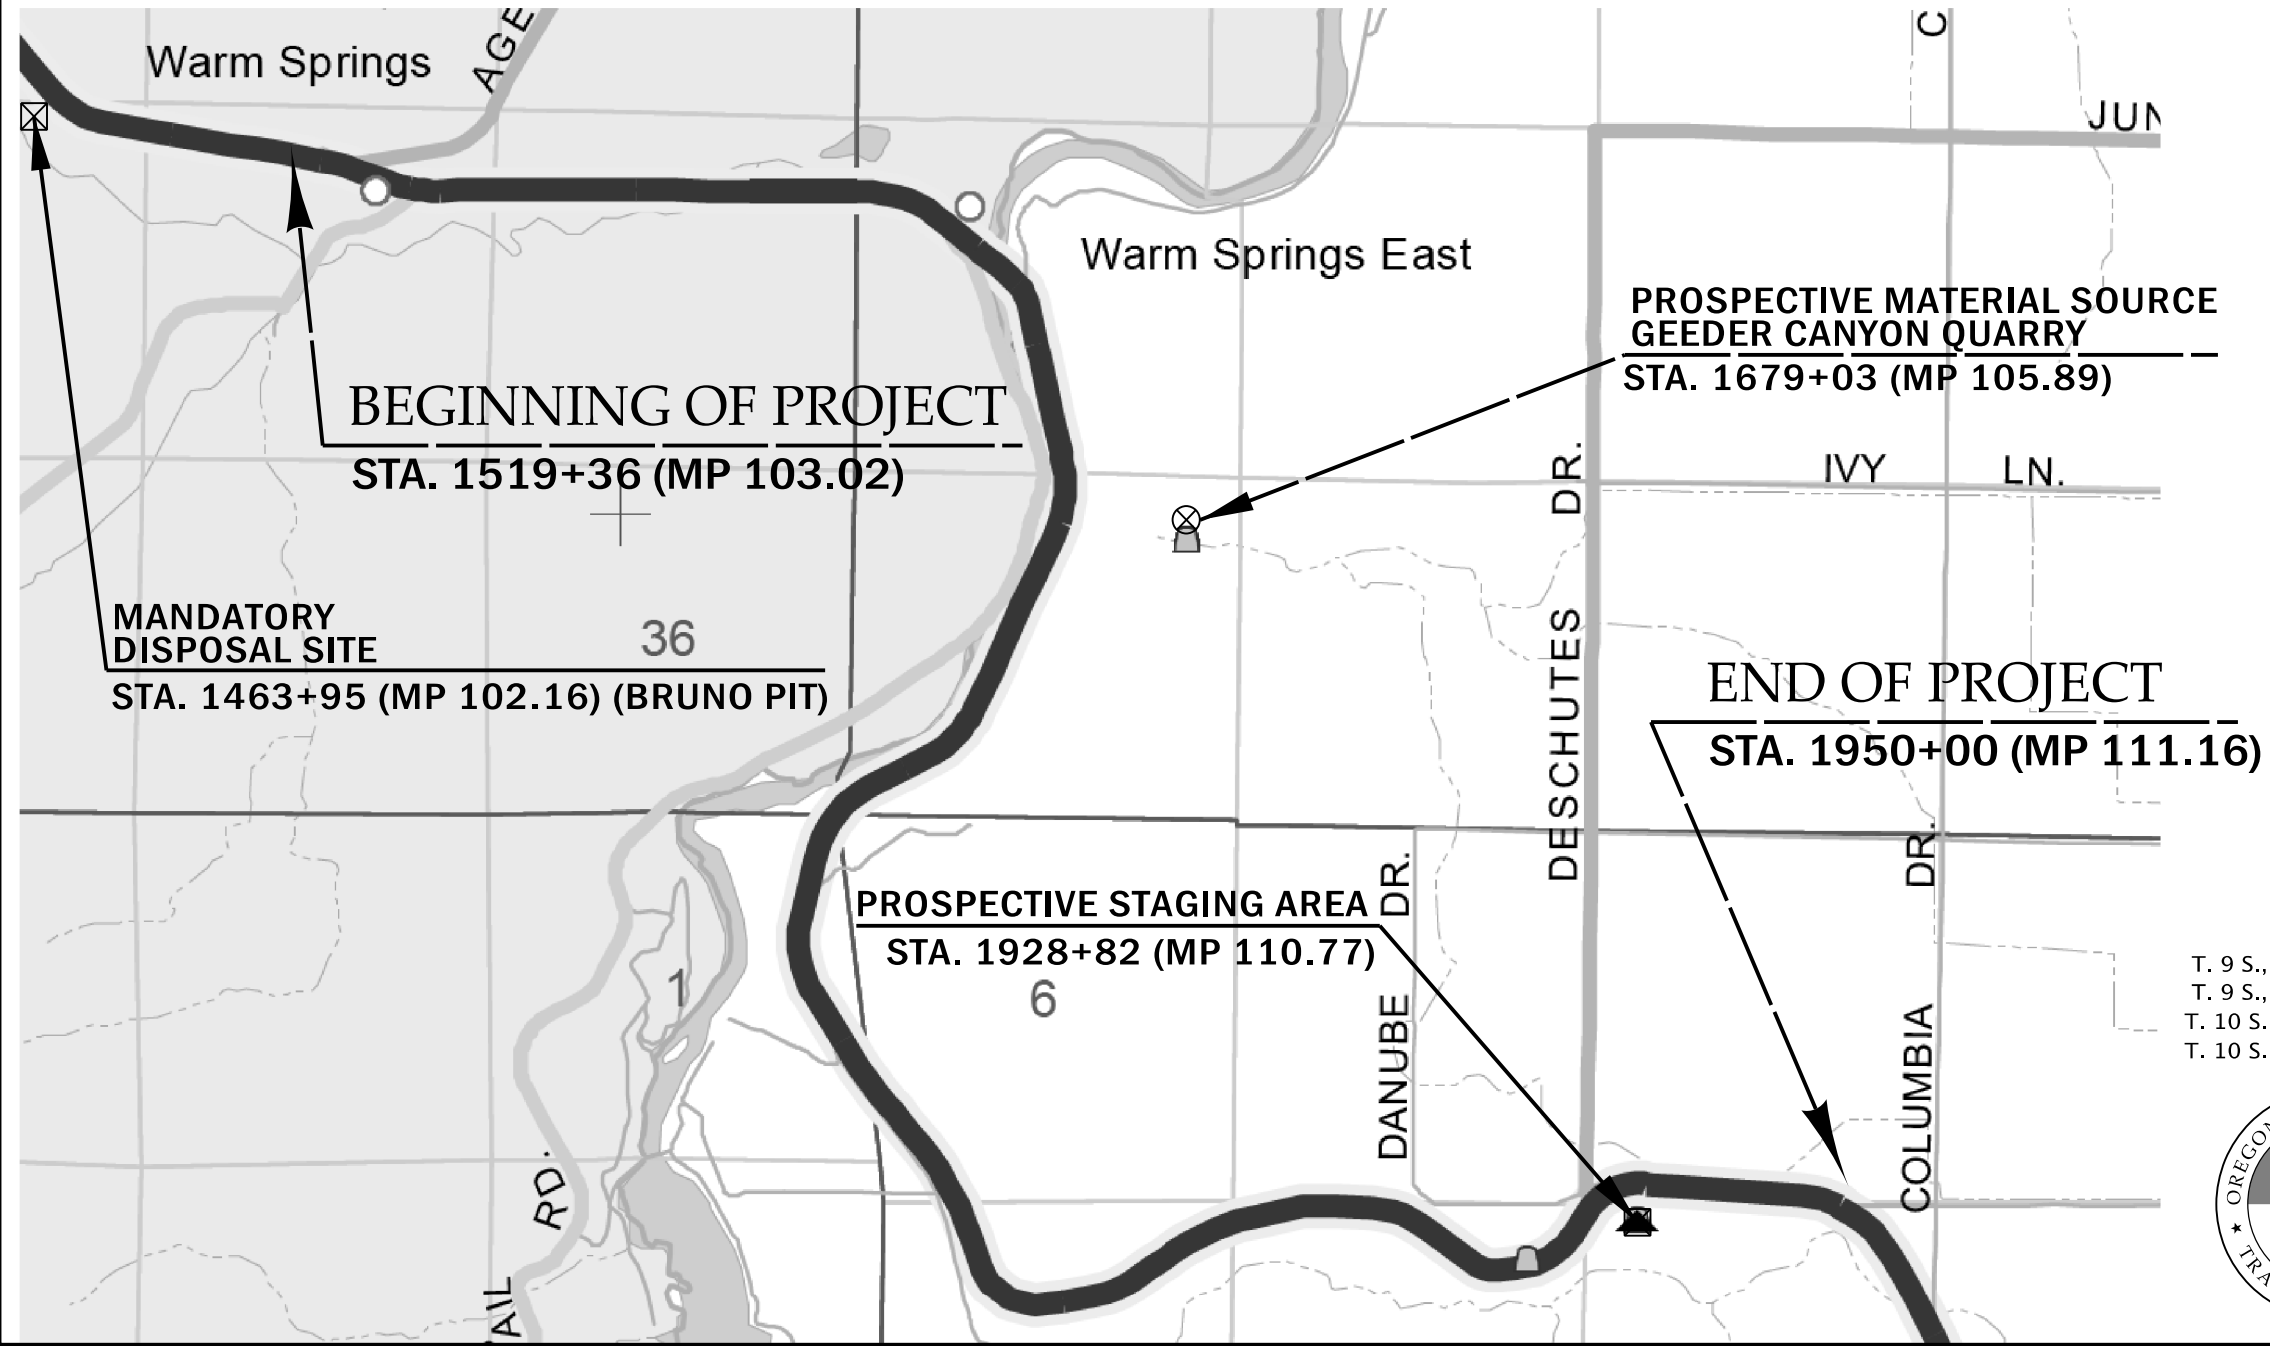 Warm Springs
AGE
C
JUN
Warm Springs East
PROSPECTIVE MATERIAL SOURCE
GEEDER CANYON QUARRY
STA. 1679+03 (MP 105.89)
BEGINNING OF PROJECT
STA. 1519+36 (MP 103.02)
IVY LN.
DESCHUTES DR.
MANDATORY
DISPOSAL SITE
STA. 1463+95 (MP 102.16) (BRUNO PIT)
36
END OF PROJECT
STA. 1950+00 (MP 111.16)
PROSPECTIVE STAGING AREA
STA. 1928+82 (MP 110.77)
1
6
DANUBE DR.
COLUMBIA DR.
T. 9 S.,
T. 9 S.,
T. 10 S.
T. 10 S.
RD.
AIL
OREGON
TRA